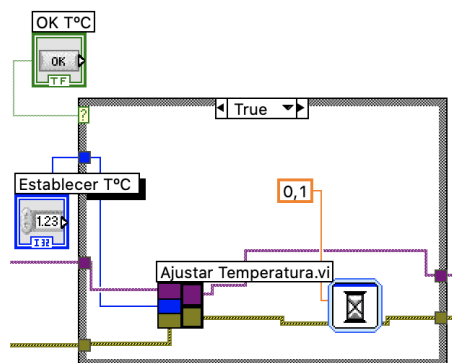 OK TºC
OK
TF
True
?
Establecer TºC
1.23
I32
0,1
Ajustar Temperatura.vi